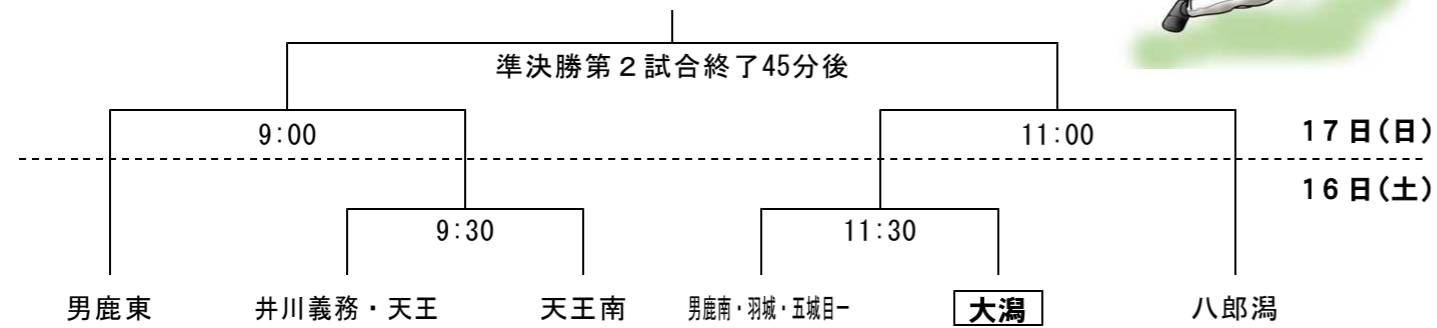 準決勝第２試合終了45分後
9:00
11:00
１７日(日)
１６日(土)
9:30
11:30
男鹿東
井川義務・天王
天王南
男鹿南・羽城・五城目一
大潟
八郎潟